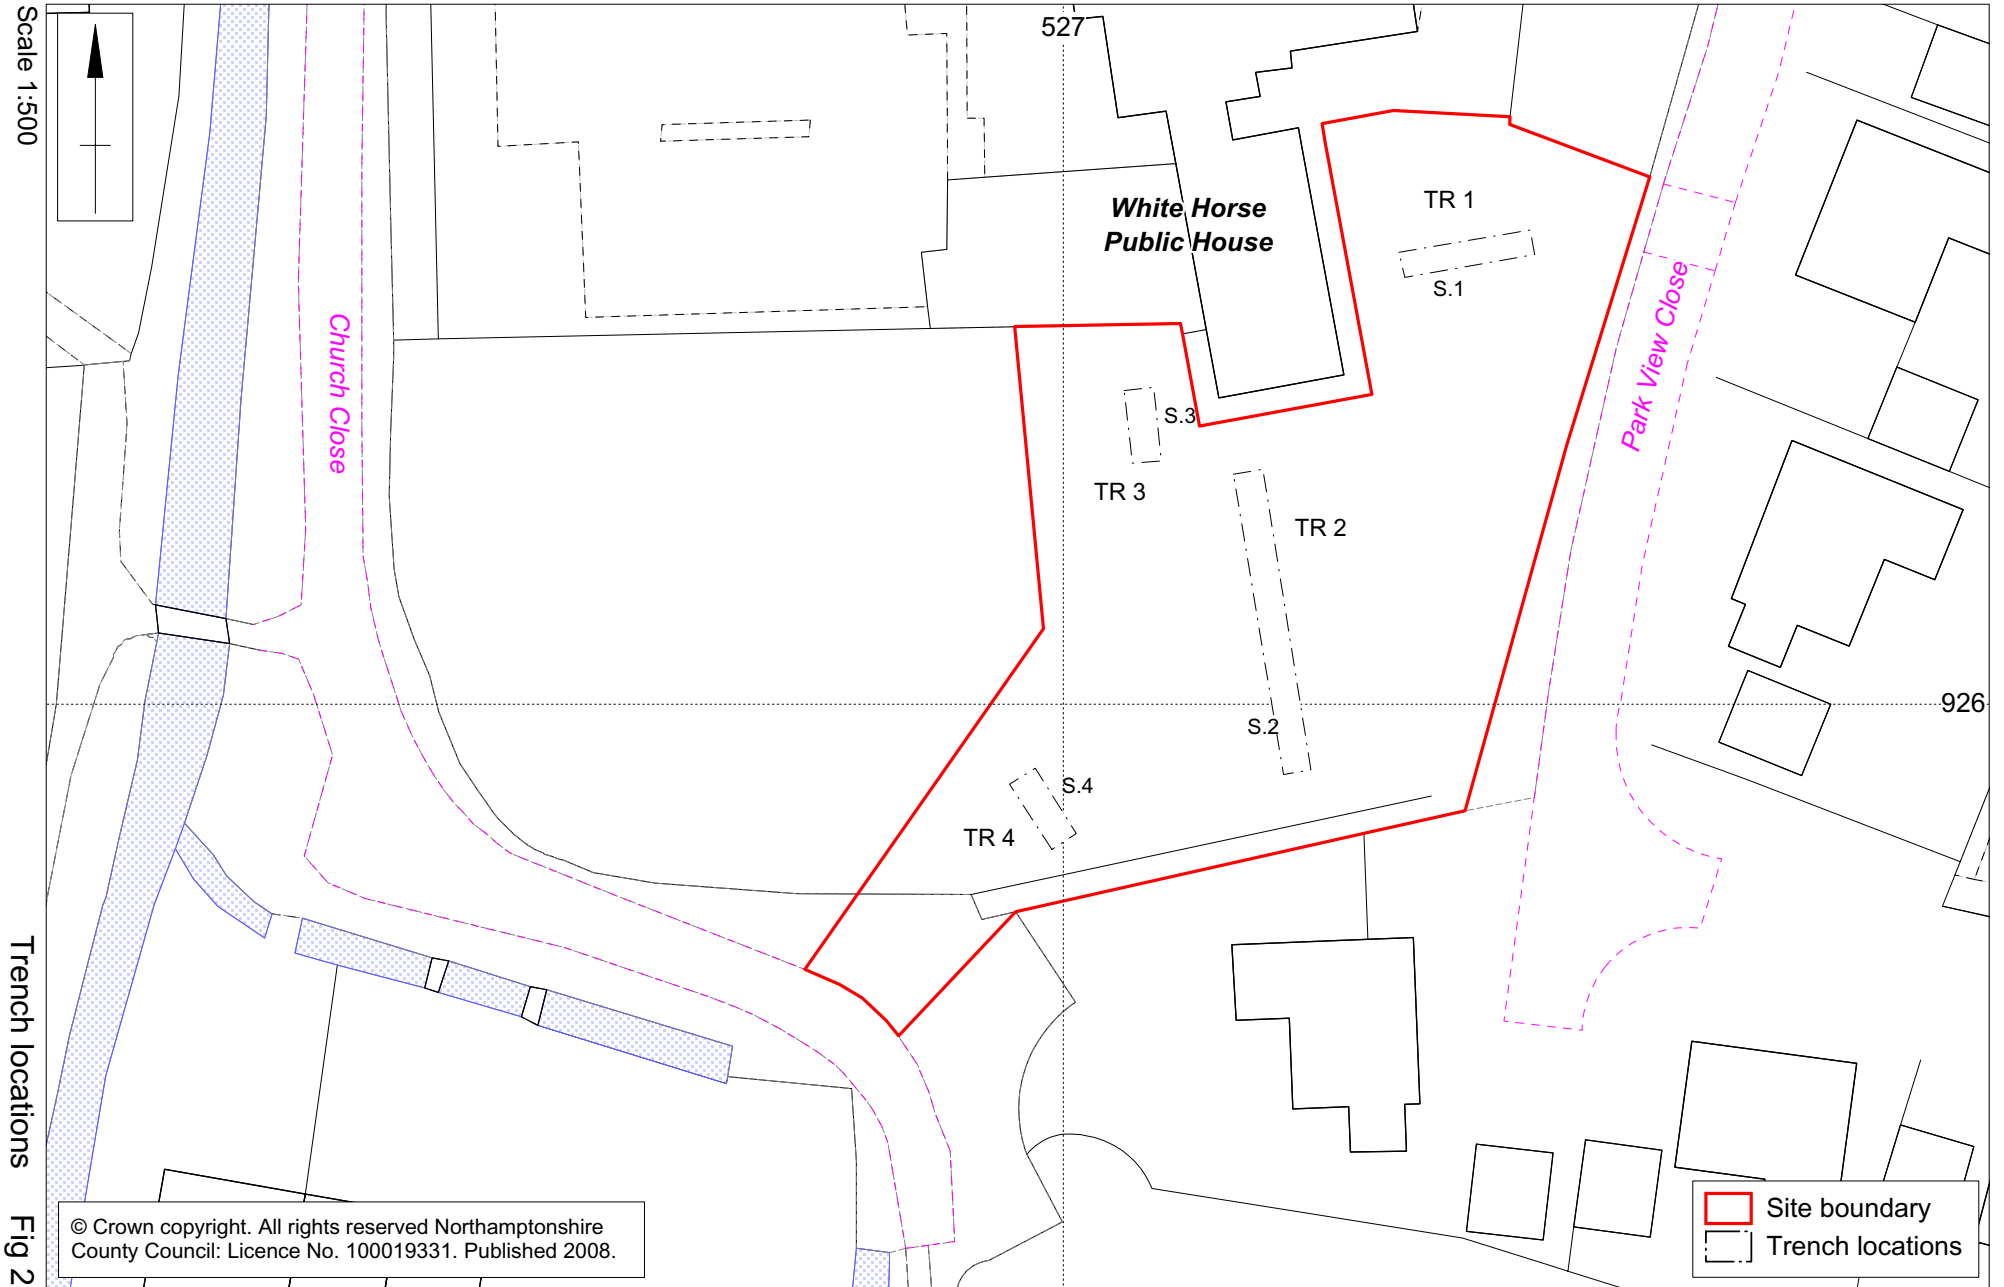 Scale 1:500
527
White Horse
Public House
TR 1
S.1
Church Close
Park View Close
S.3
TR 3
TR 2
926
S.2
S.4
TR 4
Trench locations Fig 2
© Crown copyright. All rights reserved Northamptonshire
County Council: Licence No. 100019331. Published 2008.
Site boundary
Trench locations